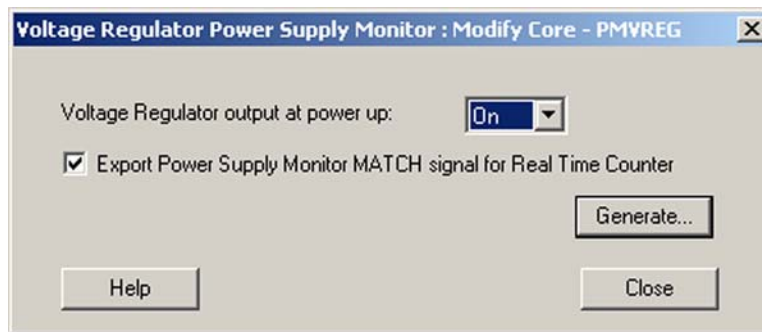 Voltage Regulator Power Supply Monitor : Modify Core - PMVREG
Voltage Regulator output at power up: On
Export Power Supply Monitor MATCH signal for Real Time Counter
Generate...
Help Close